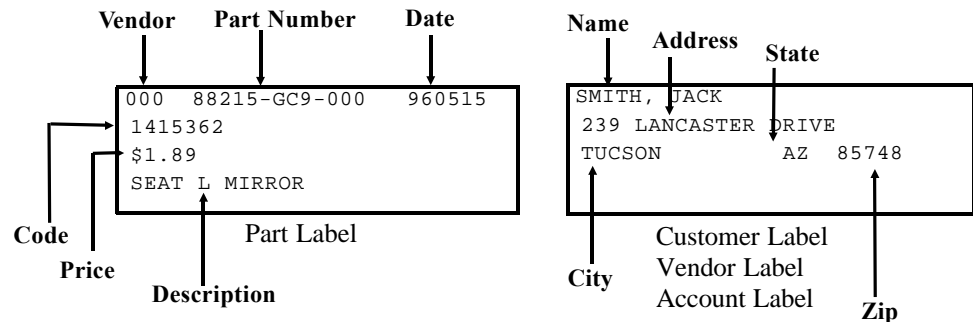 Vendor Part Number Date
000 88215-GC9-000 960515
1415362
$1.89
SEAT L MIRROR
Code
Part Label
Price
Description
Name
Address
State
SMITH, JACK
239 LANCASTER DRIVE
TUCSON AZ 85748
Customer Label
Vendor Label
City
Account Label
Zip